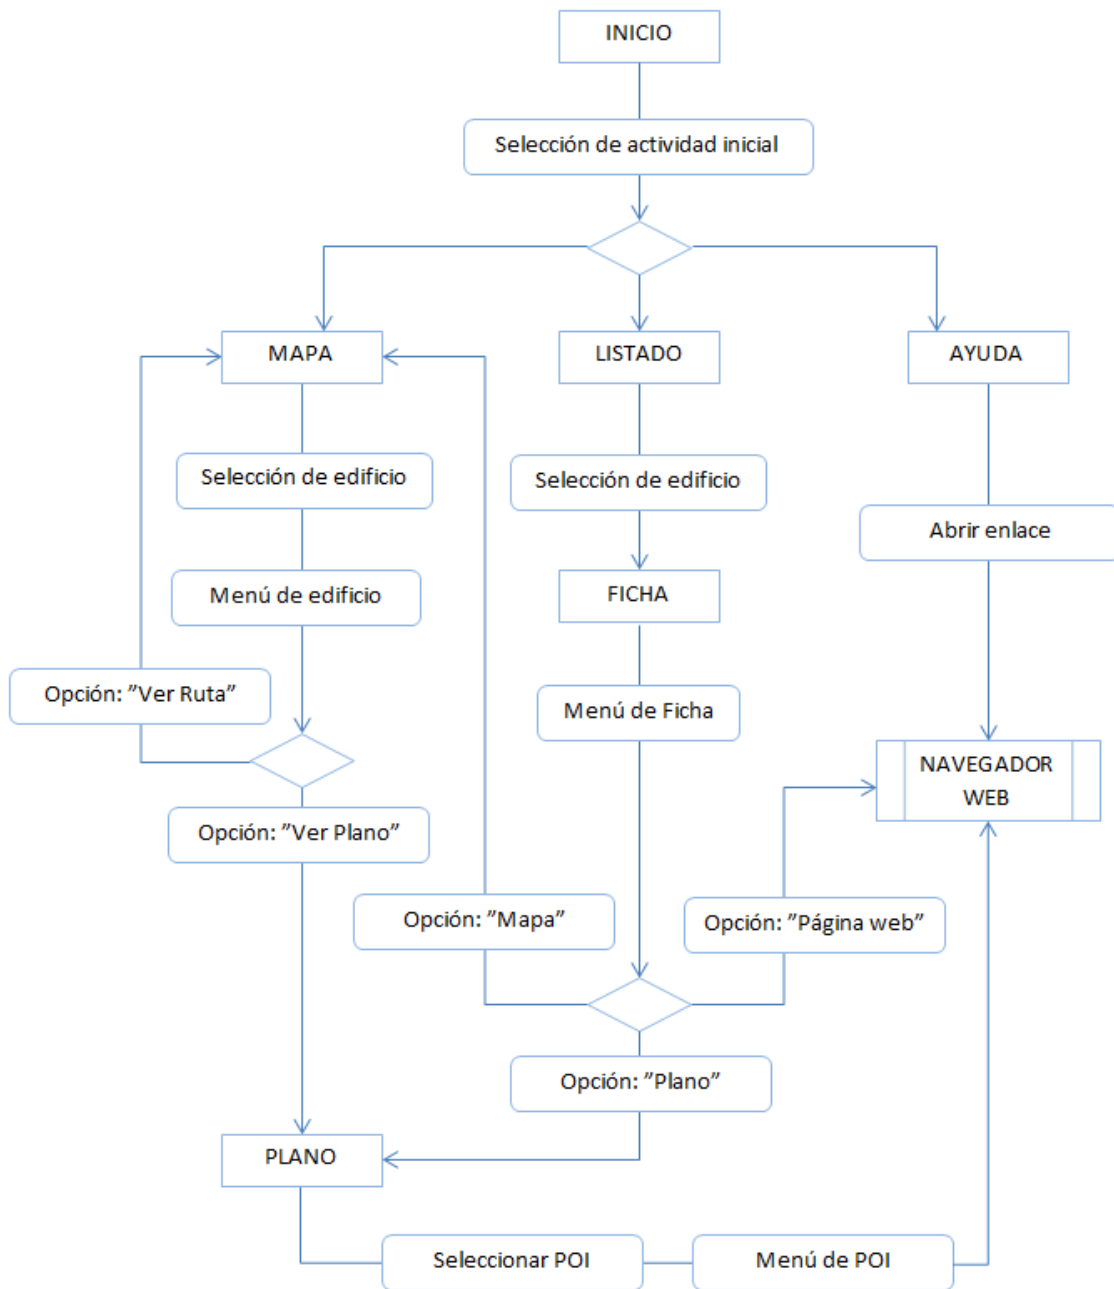 INICIO
Selección de actividad inicial
MAPA
LISTADO
AYUDA
Selección de edificio
Selección de edificio
Abrir enlace
Menú de edificio
FICHA
Opción: ”Ver Ruta”
Menú de Ficha
NAVEGADOR
WEB
Opción: ”Ver Plano”
Opción: ”Mapa”
Opción: ”Página web”
Opción: ”Plano”
PLANO
Seleccionar POI
Menú de POI